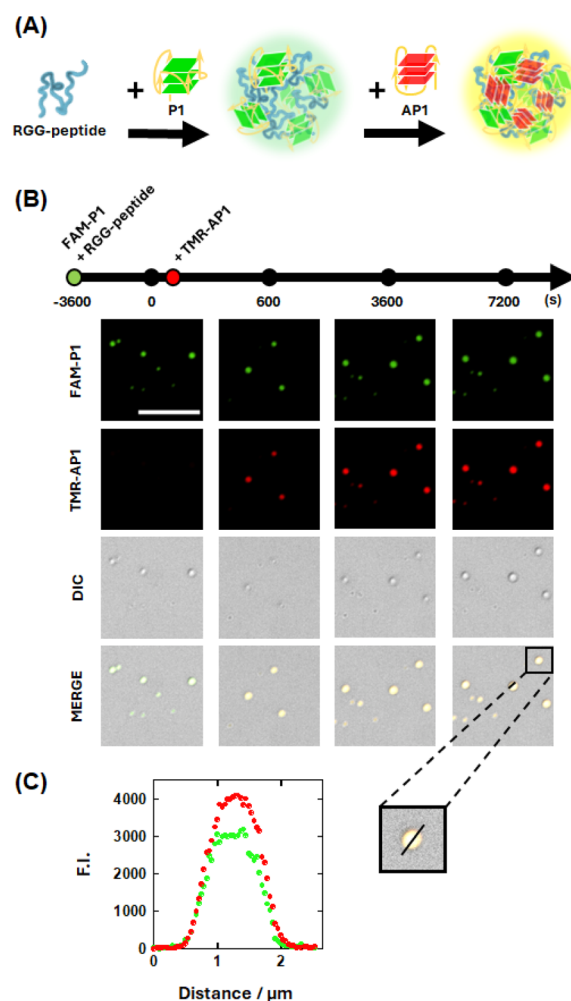 (A)
RGG-peptide
+
P1
+
AP1
(B)
FAM-P1
+RGG-peptide
+TMR-AP1
-3600 0 600 3600 7200 (s)
FAM-P1
TMR-AP1
DIC
MERGE
(C)
4000
3000
2000
1000
0
F.I.
0 1 2
Distance / μm